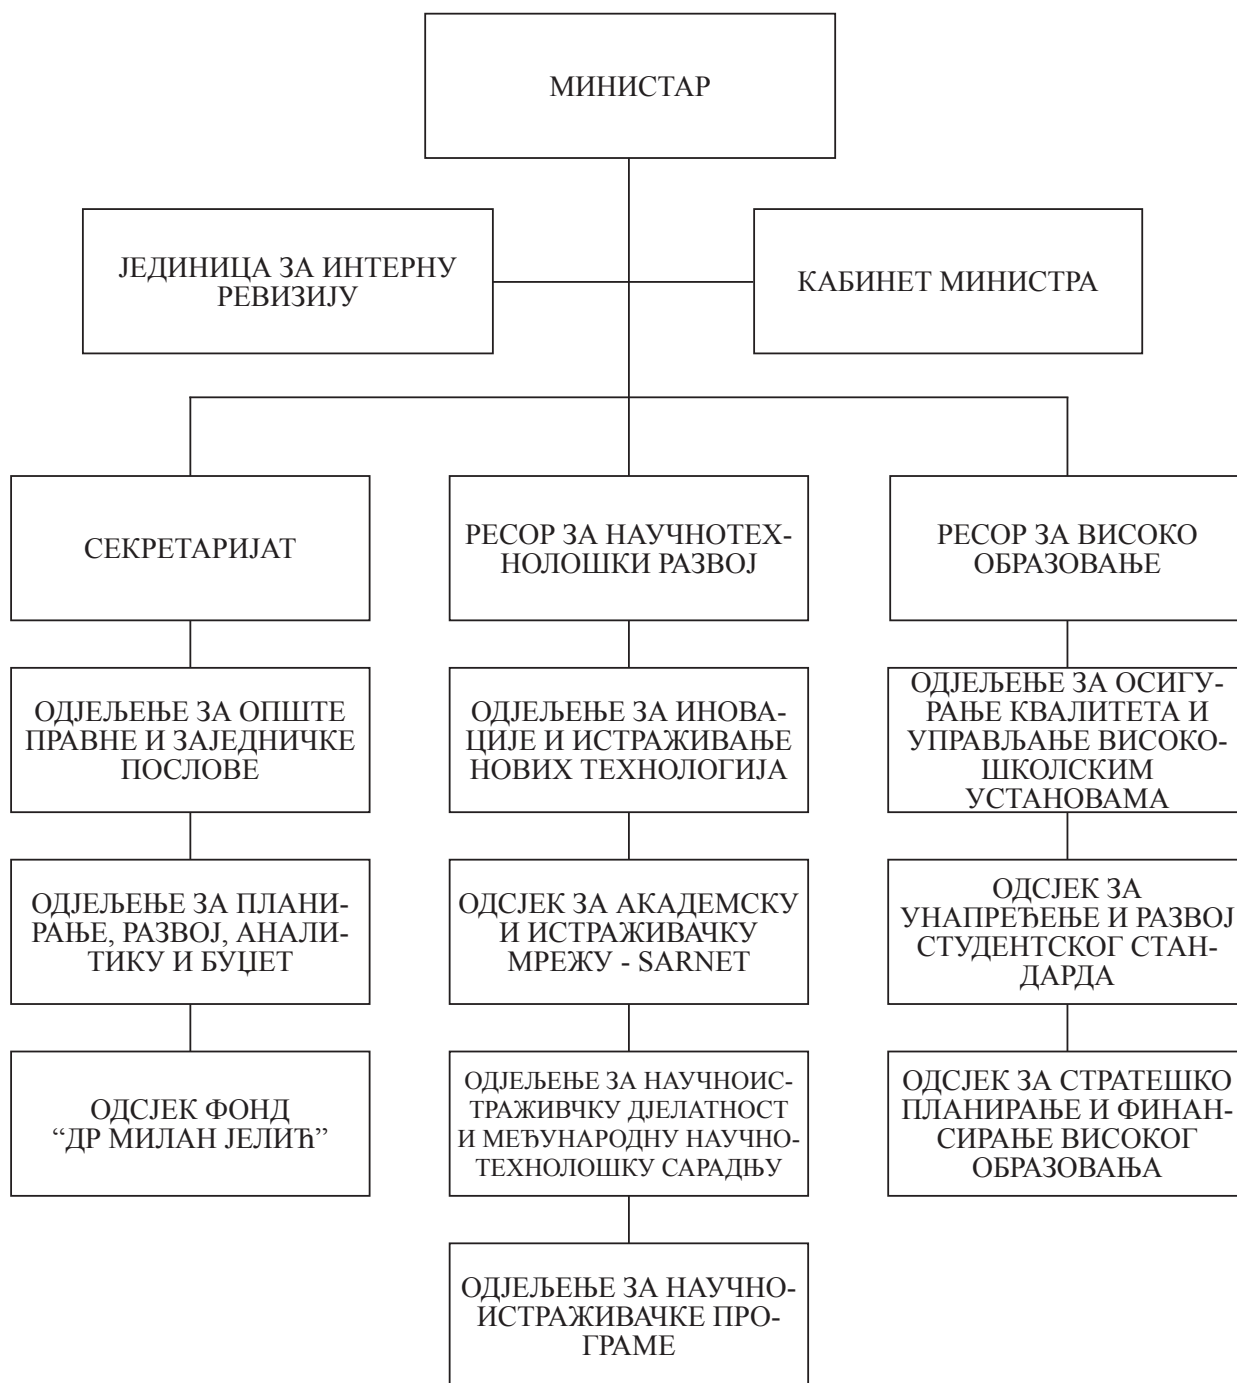 МИНИСТАР
ЈЕДИНИЦА ЗА ИНТЕРНУ
РЕВИЗИЈУ
КАБИНЕТ МИНИСТРА
СЕКРЕТАРИЈАТ
РЕСОР ЗА НАУЧНОТЕХ-
НОЛОШКИ РАЗВОЈ
РЕСОР ЗА ВИСОКО
ОБРАЗОВАЊЕ
ОДЈЕЉЕЊЕ ЗА ОПШТЕ
ПРАВНЕ И ЗАЈЕДНИЧКЕ
ПОСЛОВЕ
ОДЈЕЉЕЊЕ ЗА ИНОВА-
ЦИЈЕ И ИСТРАЖИВАЊЕ
НОВИХ ТЕХНОЛОГИЈА
ОДЈЕЉЕЊЕ ЗА ОСИГУ-
РАЊЕ КВАЛИТЕТА И
УПРАВЉАЊЕ ВИСОКО-
ШКОЛСКИМ
УСТАНОВАМА
ОДЈЕЉЕЊЕ ЗА ПЛАНИ-
РАЊЕ, РАЗВОЈ, АНАЛИ-
ТИКУ И БУЏЕТ
ОДСЈЕК ЗА АКАДЕМСКУ
И ИСТРАЖИВАЧКУ
МРЕЖУ - SARNET
ОДСЈЕК ЗА
УНАПРЕЂЕЊЕ И РАЗВОЈ
СТУДЕНТСКОГ СТАН-
ДАРДА
ОДСЈЕК ФОНД
“ДР МИЛАН ЈЕЛИЋ”
ОДЈЕЉЕЊЕ ЗА НАУЧНОИС-
ТРАЖИВЧКУ ДЈЕЛАТНОСТ
И МЕЂУНАРОДНУ НАУЧНО-
ТЕХНОЛОШКУ САРАДЊУ
ОДСЈЕК ЗА СТРАТЕШКО
ПЛАНИРАЊЕ И ФИНАН-
СИРАЊЕ ВИСОКОГ
ОБРАЗОВАЊА
ОДЈЕЉЕЊЕ ЗА НАУЧНО-
ИСТРАЖИВАЧКЕ ПРО-
ГРАМЕ